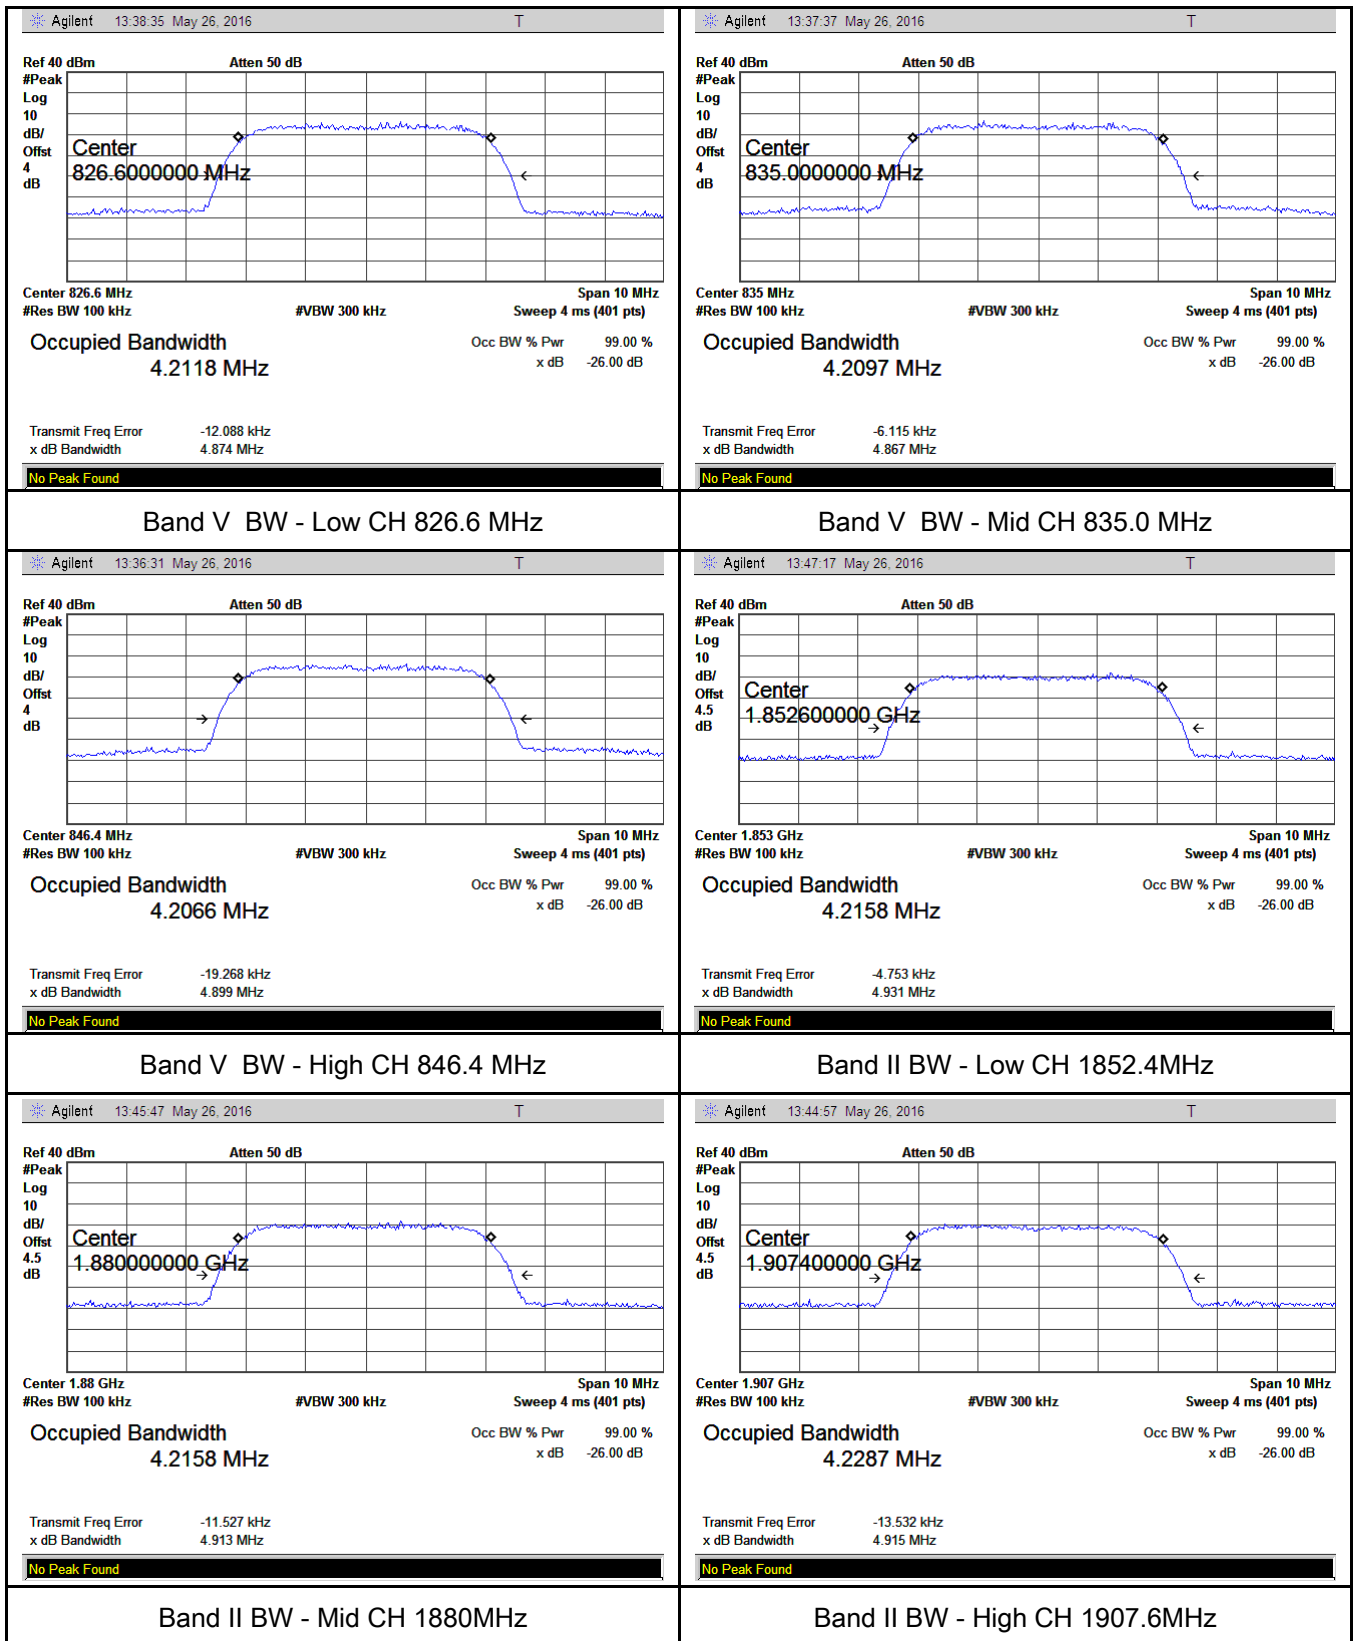 Agilent 13:38:35 May 26, 2016 T
Ref 40 dBm Atten 50 dB
#Peak
Log
10
dB/
Offst
4
dB
Center
826.6000000 MHz
Center 826.6 MHz Span 10 MHz
#Res BW 100 kHz #VBW 300 kHz Sweep 4 ms (401 pts)
Occupied Bandwidth Occ BW % Pwr 99.00 %
4.2118 MHz x dB -26.00 dB
Transmit Freq Error -12.088 kHz
x dB Bandwidth 4.874 MHz
No Peak Found
Band V BW - Low CH 826.6 MHz
Agilent 13:37:37 May 26, 2016 T
Ref 40 dBm Atten 50 dB
#Peak
Log
10
dB/
Offst
4
dB
Center
835.0000000 MHz
Center 835 MHz Span 10 MHz
#Res BW 100 kHz #VBW 300 kHz Sweep 4 ms (401 pts)
Occupied Bandwidth Occ BW % Pwr 99.00 %
4.2097 MHz x dB -26.00 dB
Transmit Freq Error -6.115 kHz
x dB Bandwidth 4.867 MHz
No Peak Found
Band V BW - Mid CH 835.0 MHz
Agilent 13:36:31 May 26, 2016 T
Ref 40 dBm Atten 50 dB
#Peak
Log
10
dB/
Offst
4
dB
Center 846.4 MHz Span 10 MHz
#Res BW 100 kHz #VBW 300 kHz Sweep 4 ms (401 pts)
Occupied Bandwidth Occ BW % Pwr 99.00 %
4.2066 MHz x dB -26.00 dB
Transmit Freq Error -19.268 kHz
x dB Bandwidth 4.899 MHz
No Peak Found
Band V BW - High CH 846.4 MHz
Agilent 13:47:17 May 26, 2016 T
Ref 40 dBm Atten 50 dB
#Peak
Log
10
dB/
Offst
4.5
dB
Center
1.852600000 GHz
Center 1.853 GHz Span 10 MHz
#Res BW 100 kHz #VBW 300 kHz Sweep 4 ms (401 pts)
Occupied Bandwidth Occ BW % Pwr 99.00 %
4.2158 MHz x dB -26.00 dB
Transmit Freq Error -4.753 kHz
x dB Bandwidth 4.931 MHz
No Peak Found
Band II BW - Low CH 1852.4MHz
Agilent 13:45:47 May 26, 2016 T
Ref 40 dBm Atten 50 dB
#Peak
Log
10
dB/
Offst
4.5
dB
Center
1.880000000 GHz
Center 1.88 GHz Span 10 MHz
#Res BW 100 kHz #VBW 300 kHz Sweep 4 ms (401 pts)
Occupied Bandwidth Occ BW % Pwr 99.00 %
4.2158 MHz x dB -26.00 dB
Transmit Freq Error -11.527 kHz
x dB Bandwidth 4.913 MHz
No Peak Found
Band II BW - Mid CH 1880MHz
Agilent 13:44:57 May 26, 2016 T
Ref 40 dBm Atten 50 dB
#Peak
Log
10
dB/
Offst
4.5
dB
Center
1.907400000 GHz
Center 1.907 GHz Span 10 MHz
#Res BW 100 kHz #VBW 300 kHz Sweep 4 ms (401 pts)
Occupied Bandwidth Occ BW % Pwr 99.00 %
4.2287 MHz x dB -26.00 dB
Transmit Freq Error -13.532 kHz
x dB Bandwidth 4.915 MHz
No Peak Found
Band II BW - High CH 1907.6MHz